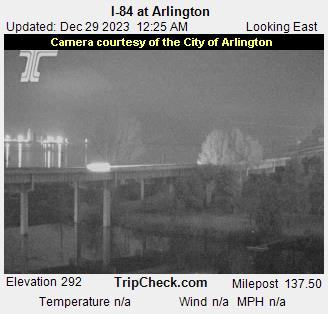 I-84 at Arlington
Updated: Dec 29 2023 12:25 AM Looking East
Camera courtesy of the City of Arlington
Elevation 292 TripCheck.com Milepost 137.50
Temperature n/a Wind n/a MPH n/a